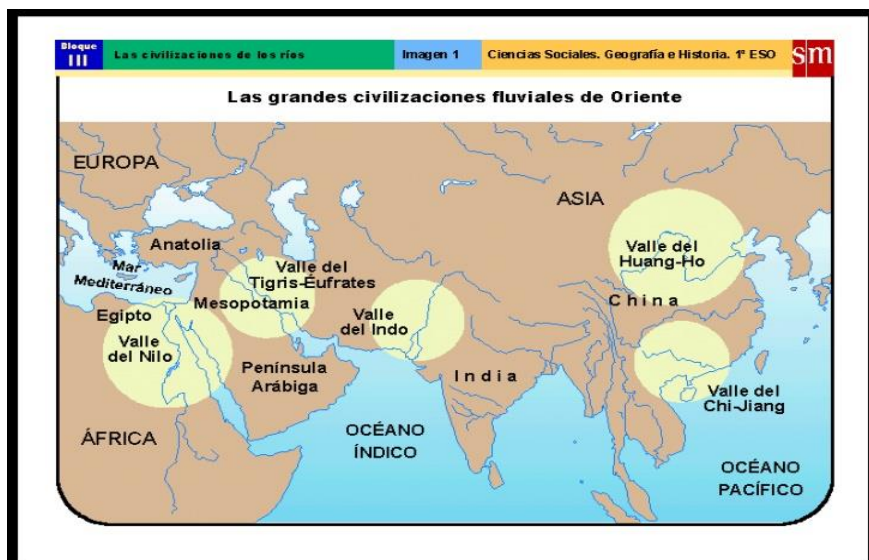 Bloque
III
Las civilizaciones de los ríos
Imagen 1
Ciencias Sociales. Geografía e Historia. 1º ESO
sm
Las grandes civilizaciones fluviales de Oriente
EUROPA
ASIA
Anatolia
Mar
Mediterráneo
Valle del
Tigris-Eufrates
Mesopotamia
Egipto
Valle
del Nilo
Valle
del Indo
Valle del
Huang-Ho
China
Península
Arábiga
India
Valle del
Chi-Jiang
ÁFRICA
OCÉANO
ÍNDICO
OCÉANO
PACÍFICO